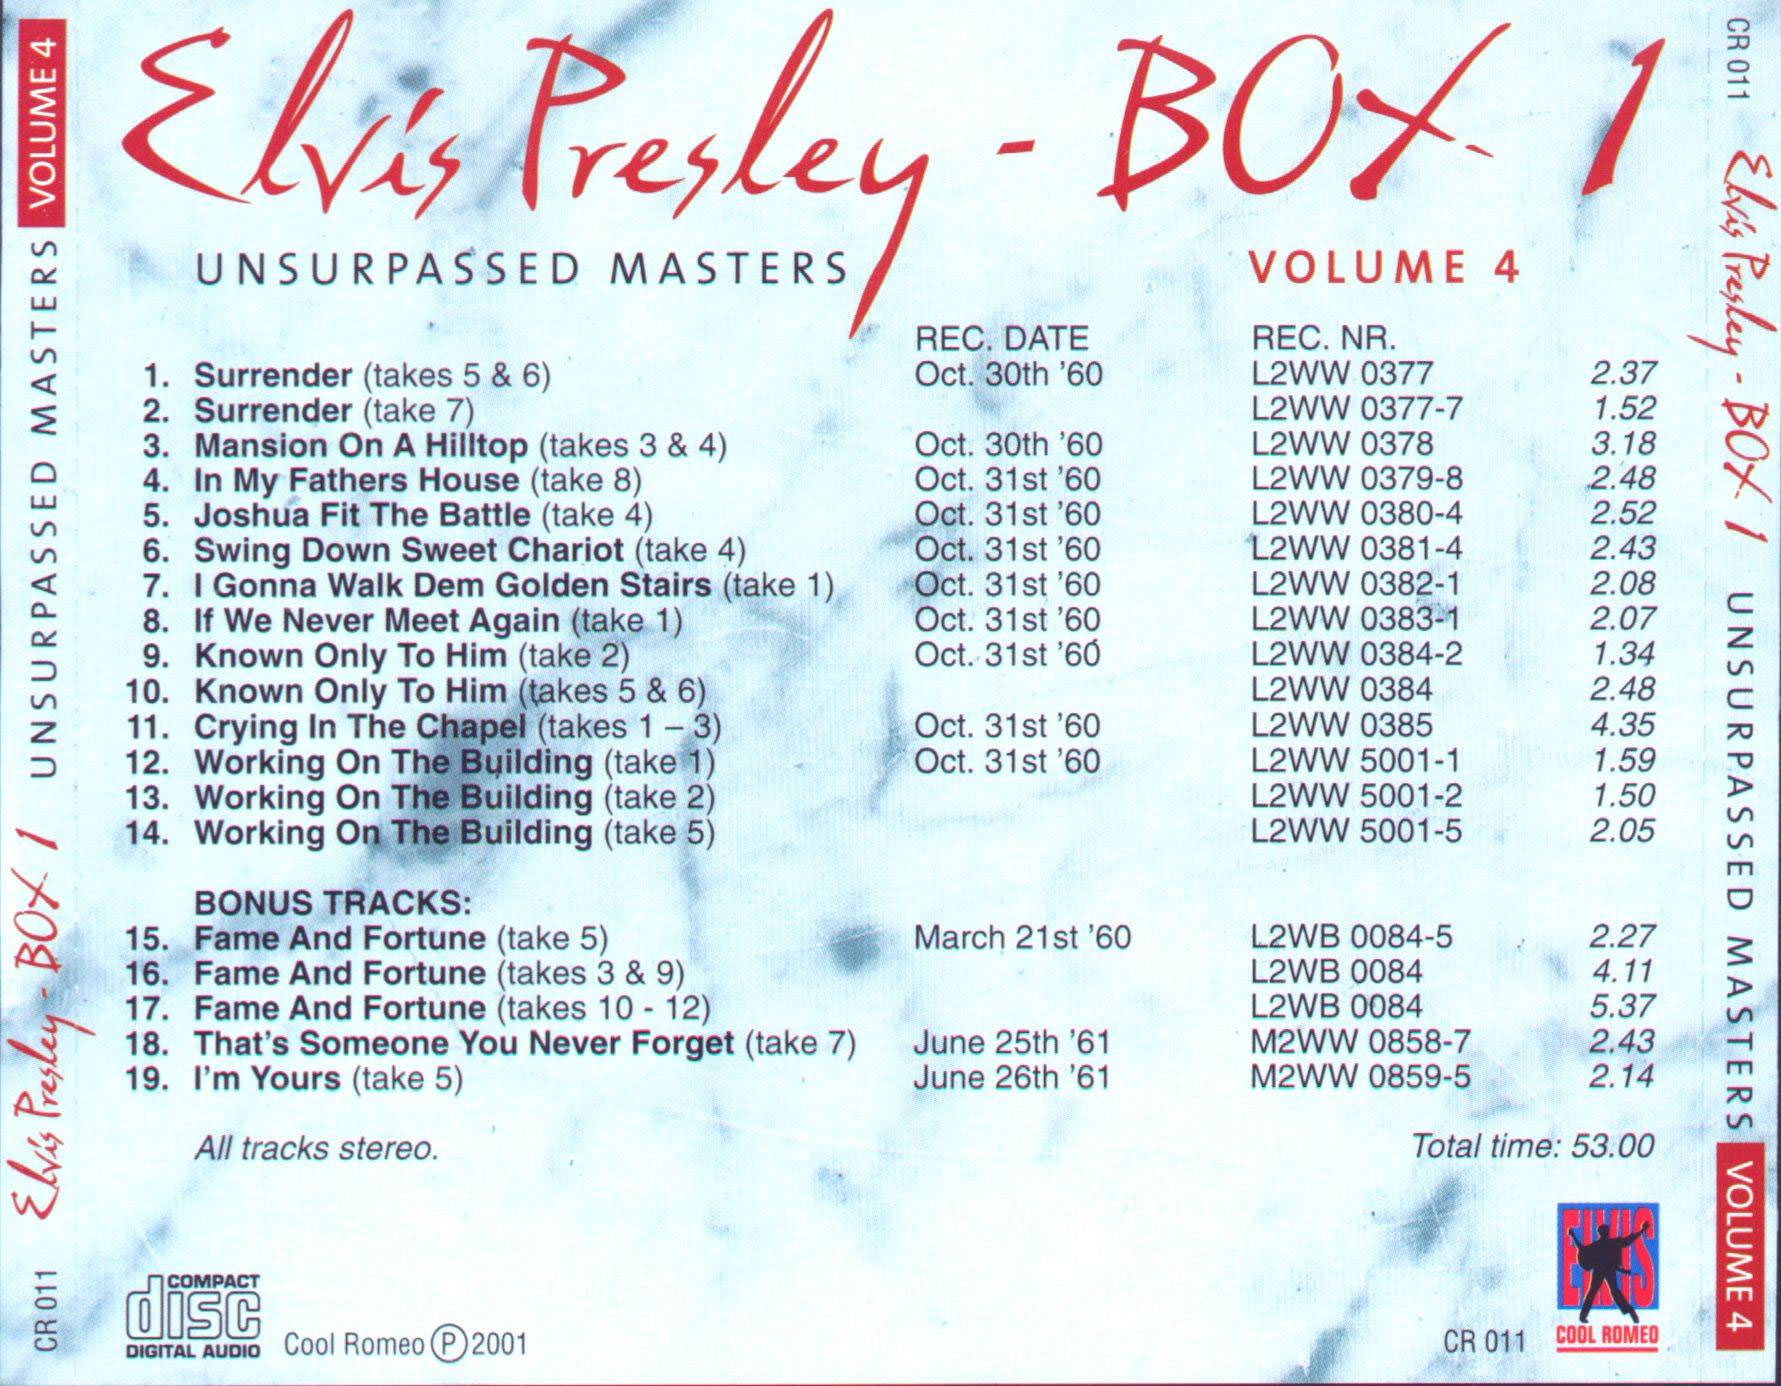 Elvis Presley - BOX 1
UNSURPASSED MASTERS VOLUME 4
REC. DATE REC. NR.
1. Surrender (takes 5 & 6) Oct. 30th '60 L2WW 0377 2.37
2. Surrender (take 7) L2WW 0377-7 1.52
3. Mansion On A Hilltop (takes 3 & 4) Oct. 30th '60 L2WW 0378 3.18
4. In My Fathers House (take 8) Oct. 31st '60 L2WW 0379-8 2.48
5. Joshua Fit The Battle (take 4) Oct. 31st '60 L2WW 0380-4 2.52
6. Swing Down Sweet Chariot (take 4) Oct. 31st '60 L2WW 0381-4 2.43
7. I Gonna Walk Dem Golden Stairs (take 1) Oct. 31st '60 L2WW 0382-1 2.08
8. If We Never Meet Again (take 1) Oct. 31st '60 L2WW 0383-1 2.07
9. Known Only To Him (take 2) Oct. 31st '60 L2WW 0384-2 1.34
10. Known Only To Him (takes 5 & 6) L2WW 0384 2.48
11. Crying In The Chapel (takes 1 – 3) Oct. 31st '60 L2WW 0385 4.35
12. Working On The Building (take 1) Oct. 31st '60 L2WW 5001-1 1.59
13. Working On The Building (take 2) L2WW 5001-2 1.50
14. Working On The Building (take 5) L2WW 5001-5 2.05
BONUS TRACKS:
15. Fame And Fortune (take 5) March 21st '60 L2WB 0084-5 2.27
16. Fame And Fortune (takes 3 & 9) L2WB 0084 4.11
17. Fame And Fortune (takes 10 - 12) L2WB 0084 5.37
18. That's Someone You Never Forget (take 7) June 25th '61 M2WW 0858-7 2.43
19. I'm Yours (take 5) June 26th '61 M2WW 0859-5 2.14
All tracks stereo. Total time: 53.00
COMPACT
disc
DIGITAL AUDIO
Cool Romeo Ⓟ 2001
CR 011
ELVIS
COOL ROMEO
CR 011 Elvis Presley - BOX 1 UNSURPASSED MASTERS VOLUME 4
CR 011 Elvis Presley - BOX 1 UNSURPASSED MASTERS VOLUME 4